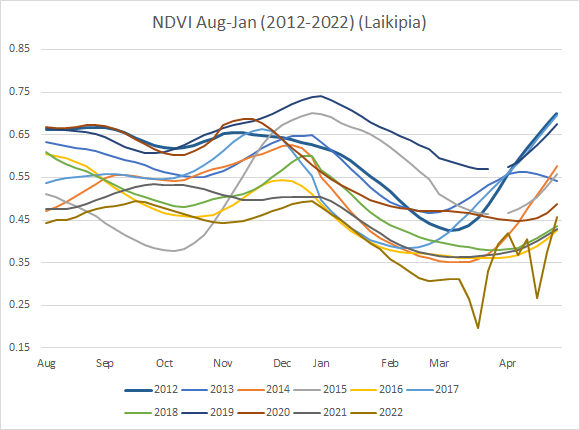 NDVI Aug-Jan (2012-2022) (Laikipia)
0.85
0.75
0.65
0.55
0.45
0.35
0.25
0.15
Aug Sep Oct Nov Dec Jan Feb Mar Apr
2012 2013 2014 2015 2016 2017
2018 2019 2020 2021 2022